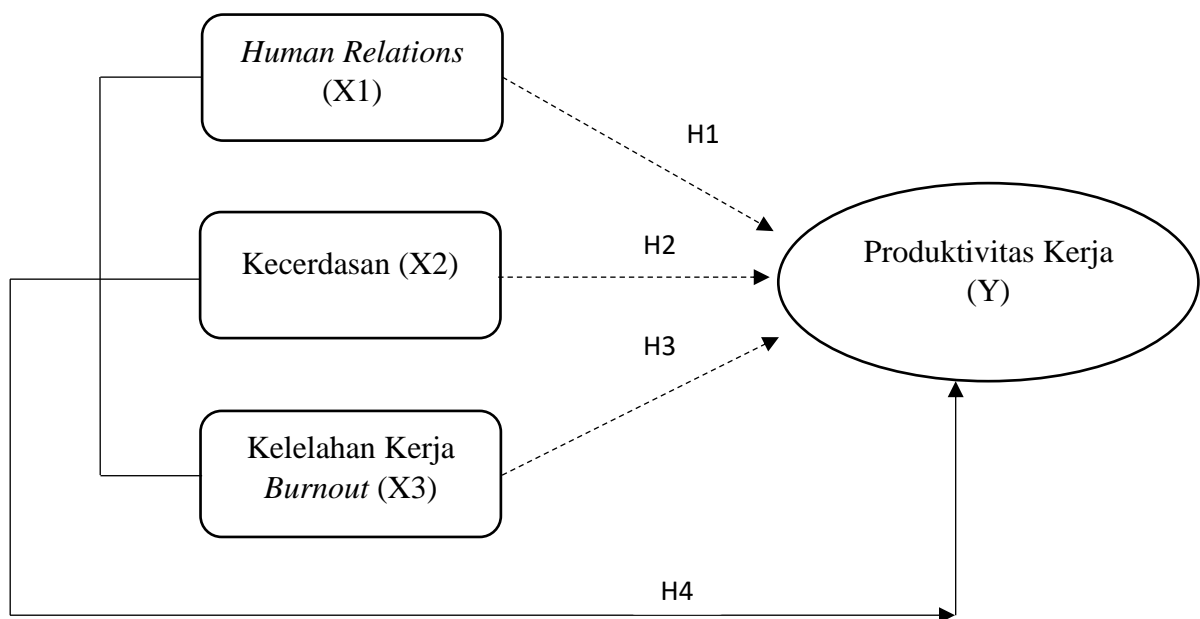 Human Relations
(X1)
H1
Kecerdasan (X2)
H2
Produktivitas Kerja
(Y)
H3
Kelelahan Kerja
Burnout (X3)
H4